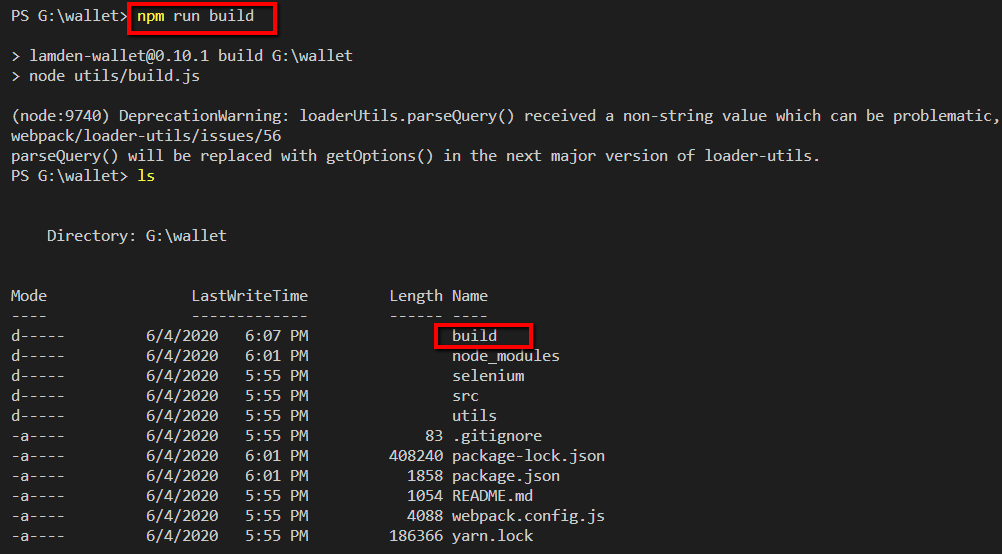 PS G:\wallet> npm run build
> lamden-wallet@0.10.1 build G:\wallet
> node utils/build.js
(node:9740) DeprecationWarning: loaderUtils.parseQuery() received a non-string value which can be problematic,
webpack/loader-utils/issues/56
parseQuery() will be replaced with getOptions() in the next major version of loader-utils.
PS G:\wallet> ls
Directory: G:\wallet
Mode LastWriteTime Length Name
---- ------------- ------ ----
d----- 6/4/2020 6:07 PM build
d----- 6/4/2020 6:01 PM node_modules
d----- 6/4/2020 5:55 PM selenium
d----- 6/4/2020 5:55 PM src
d----- 6/4/2020 5:55 PM utils
-a---- 6/4/2020 5:55 PM 83 .gitignore
-a---- 6/4/2020 6:01 PM 408240 package-lock.json
-a---- 6/4/2020 6:01 PM 1858 package.json
-a---- 6/4/2020 5:55 PM 1054 README.md
-a---- 6/4/2020 5:55 PM 4088 webpack.config.js
-a---- 6/4/2020 5:55 PM 186366 yarn.lock